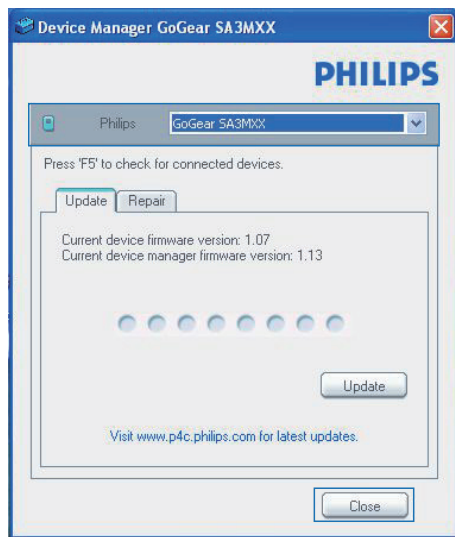 Device Manager GoGear SA3MXX
PHILIPS
Philips GoGear SA3MXX
Press 'F5' to check for connected devices.
Update Repair
Current device firmware version: 1.07
Current device manager firmware version: 1.13
Update
Visit www.p4c.philips.com for latest updates.
Close